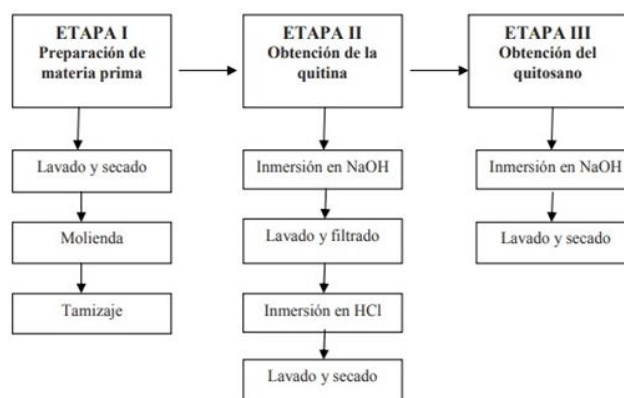 ETAPA I
Preparación de
materia prima
Lavado y secado
Molienda
Tamizaje
ETAPA II
Obtención de la
quitina
Inmersión en NaOH
Lavado y filtrado
Inmersión en HCl
Lavado y secado
ETAPA III
Obtención del
quitosano
Inmersión en NaOH
Lavado y secado